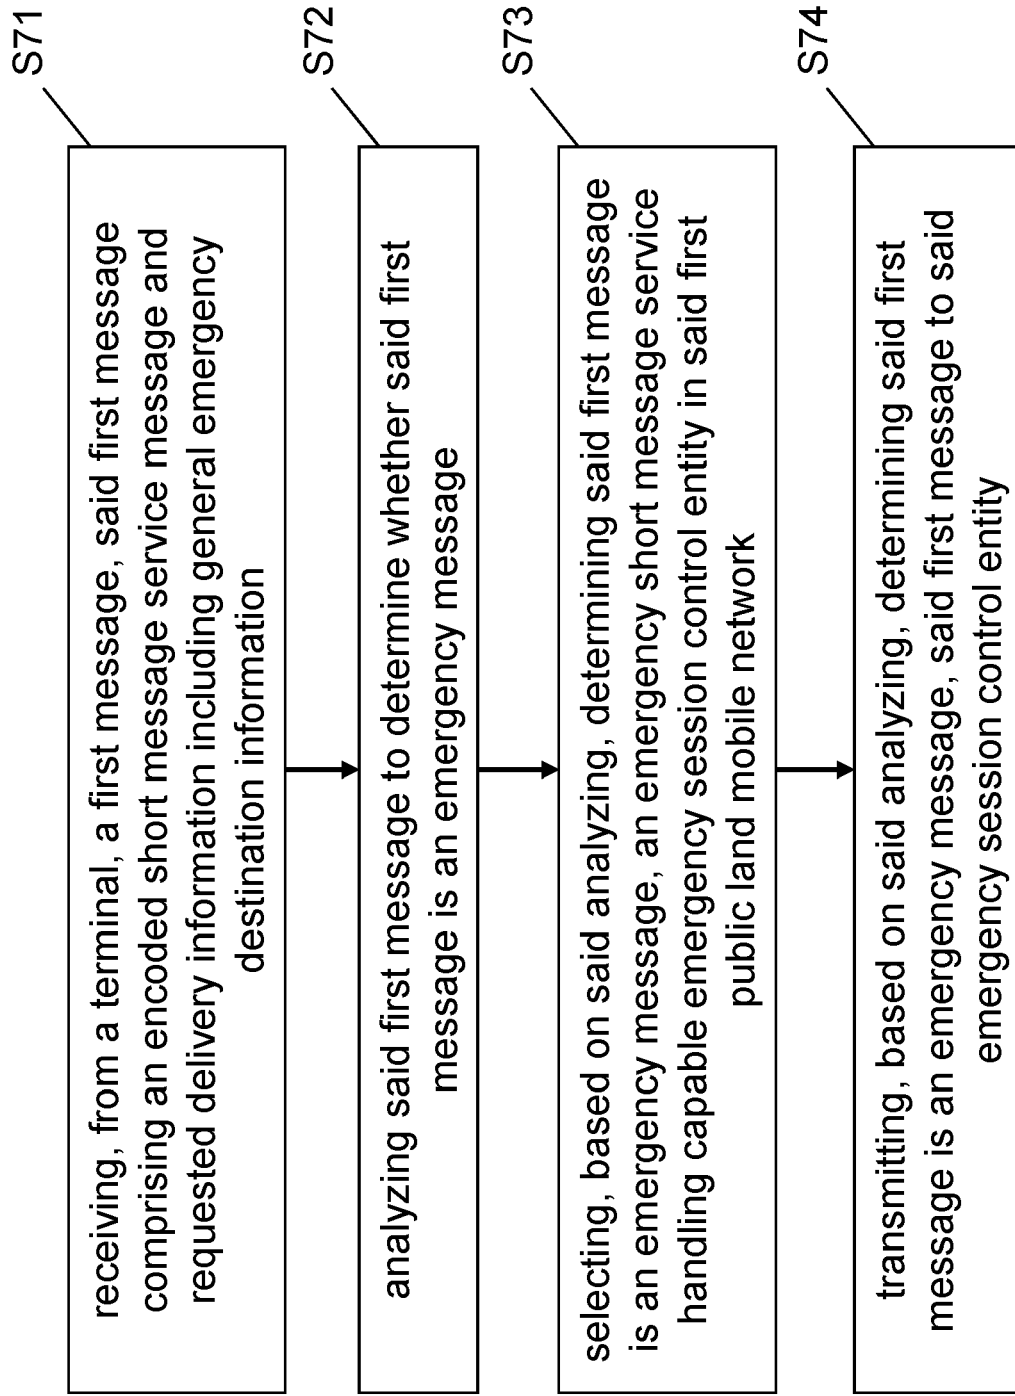 S71
receiving, from a terminal, a first message, said first message
comprising an encoded short message service message and
requested delivery information including general emergency
destination information
S72
analyzing said first message to determine whether said first
message is an emergency message
S73
selecting, based on said analyzing, determining said first message
is an emergency message, an emergency short message service
handling capable emergency session control entity in said first
public land mobile network
S74
transmitting, based on said analyzing, determining said first
message is an emergency message, said first message to said
emergency session control entity